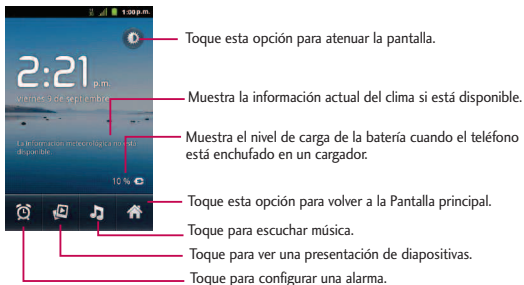 1:00 p.m.
Toque esta opción para atenuar la pantalla.
2:21 p.m.
viernes 9 de septiembre
Muestra la información actual del clima si está disponible.
La información meteorológica no está
disponible.
Muestra el nivel de carga de la batería cuando el teléfono
está enchufado en un cargador.
10 %
Toque esta opción para volver a la Pantalla principal.
Toque para escuchar música.
Toque para ver una presentación de diapositivas.
Toque para configurar una alarma.